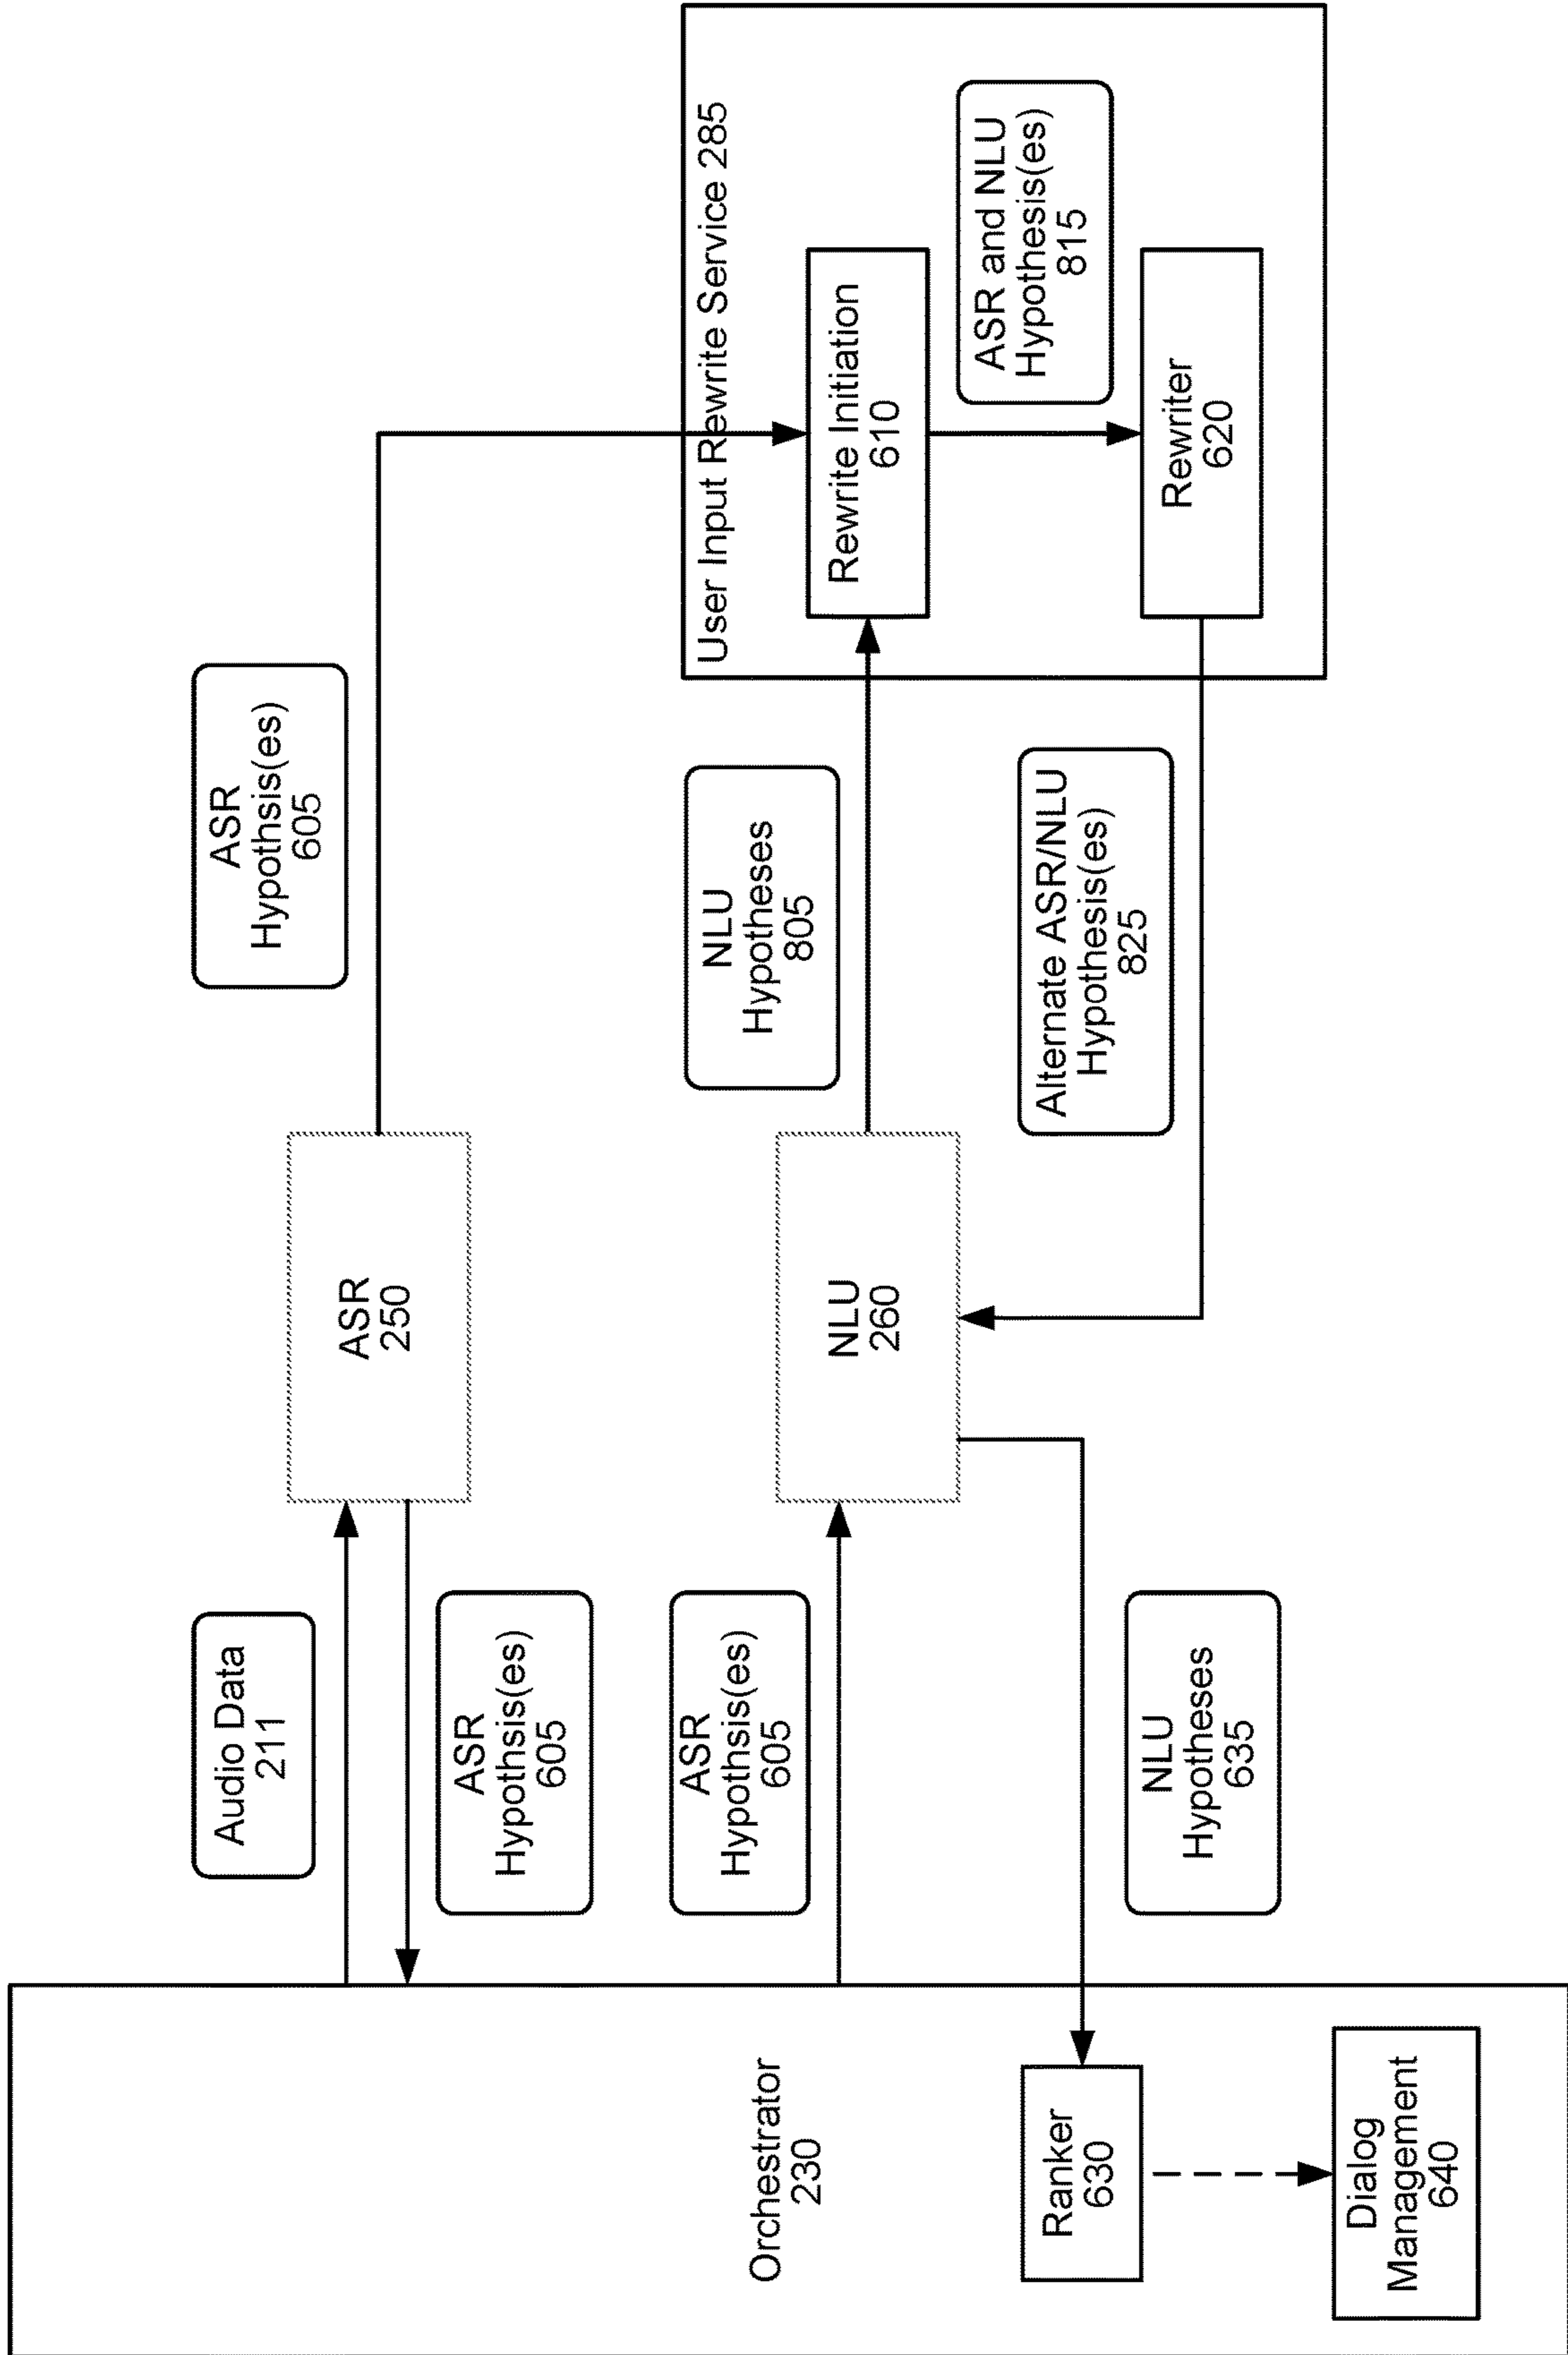 Orchestrator
230
Ranker
630
Dialog
Management
640
Audio Data
211
ASR
Hypothsis(es)
605
ASR
Hypothsis(es)
605
NLU
Hypotheses
635
ASR
250
NLU
260
ASR
Hypothsis(es)
605
NLU
Hypotheses
805
Alternate ASR/NLU
Hypothesis(es)
825
User Input Rewrite Service 285
Rewrite Initiation
610
ASR and NLU
Hypothesis(es)
815
Rewriter
620